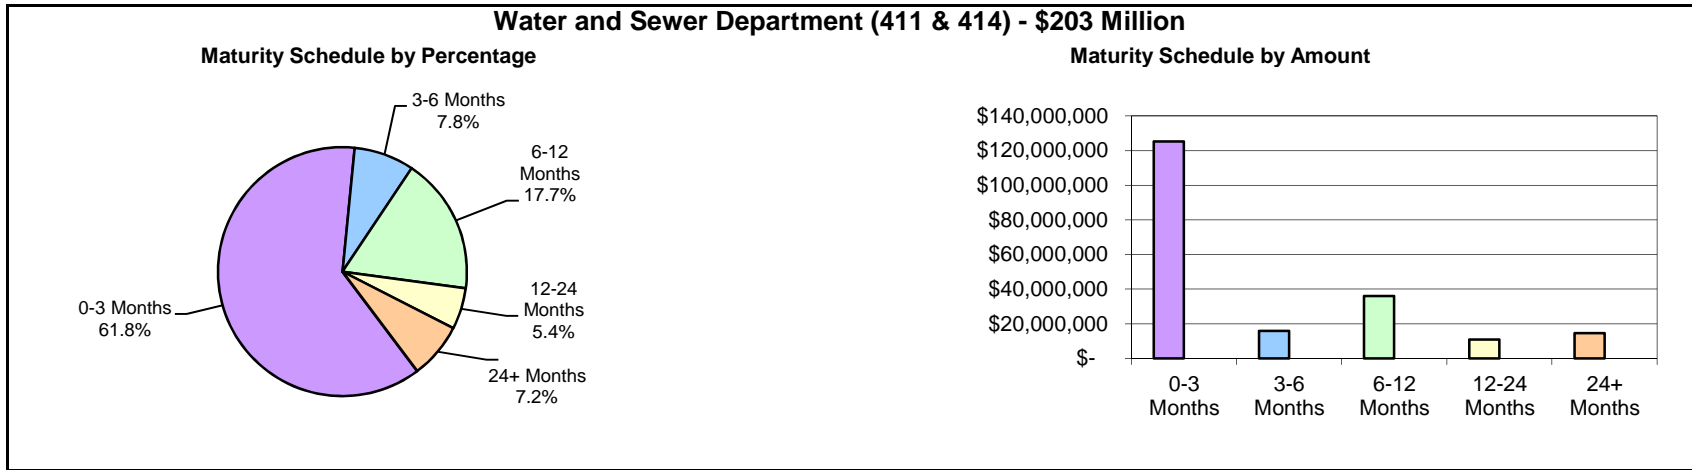 Water and Sewer Department (411 & 414) - $203 Million
Maturity Schedule by Percentage
3-6 Months
7.8%
6-12
Months
17.7%
12-24
Months
5.4%
24+ Months
7.2%
0-3 Months
61.8%
Maturity Schedule by Amount
$140,000,000
$120,000,000
$100,000,000
$80,000,000
$60,000,000
$40,000,000
$20,000,000
$-
0-3
Months
3-6
Months
6-12
Months
12-24
Months
24+
Months